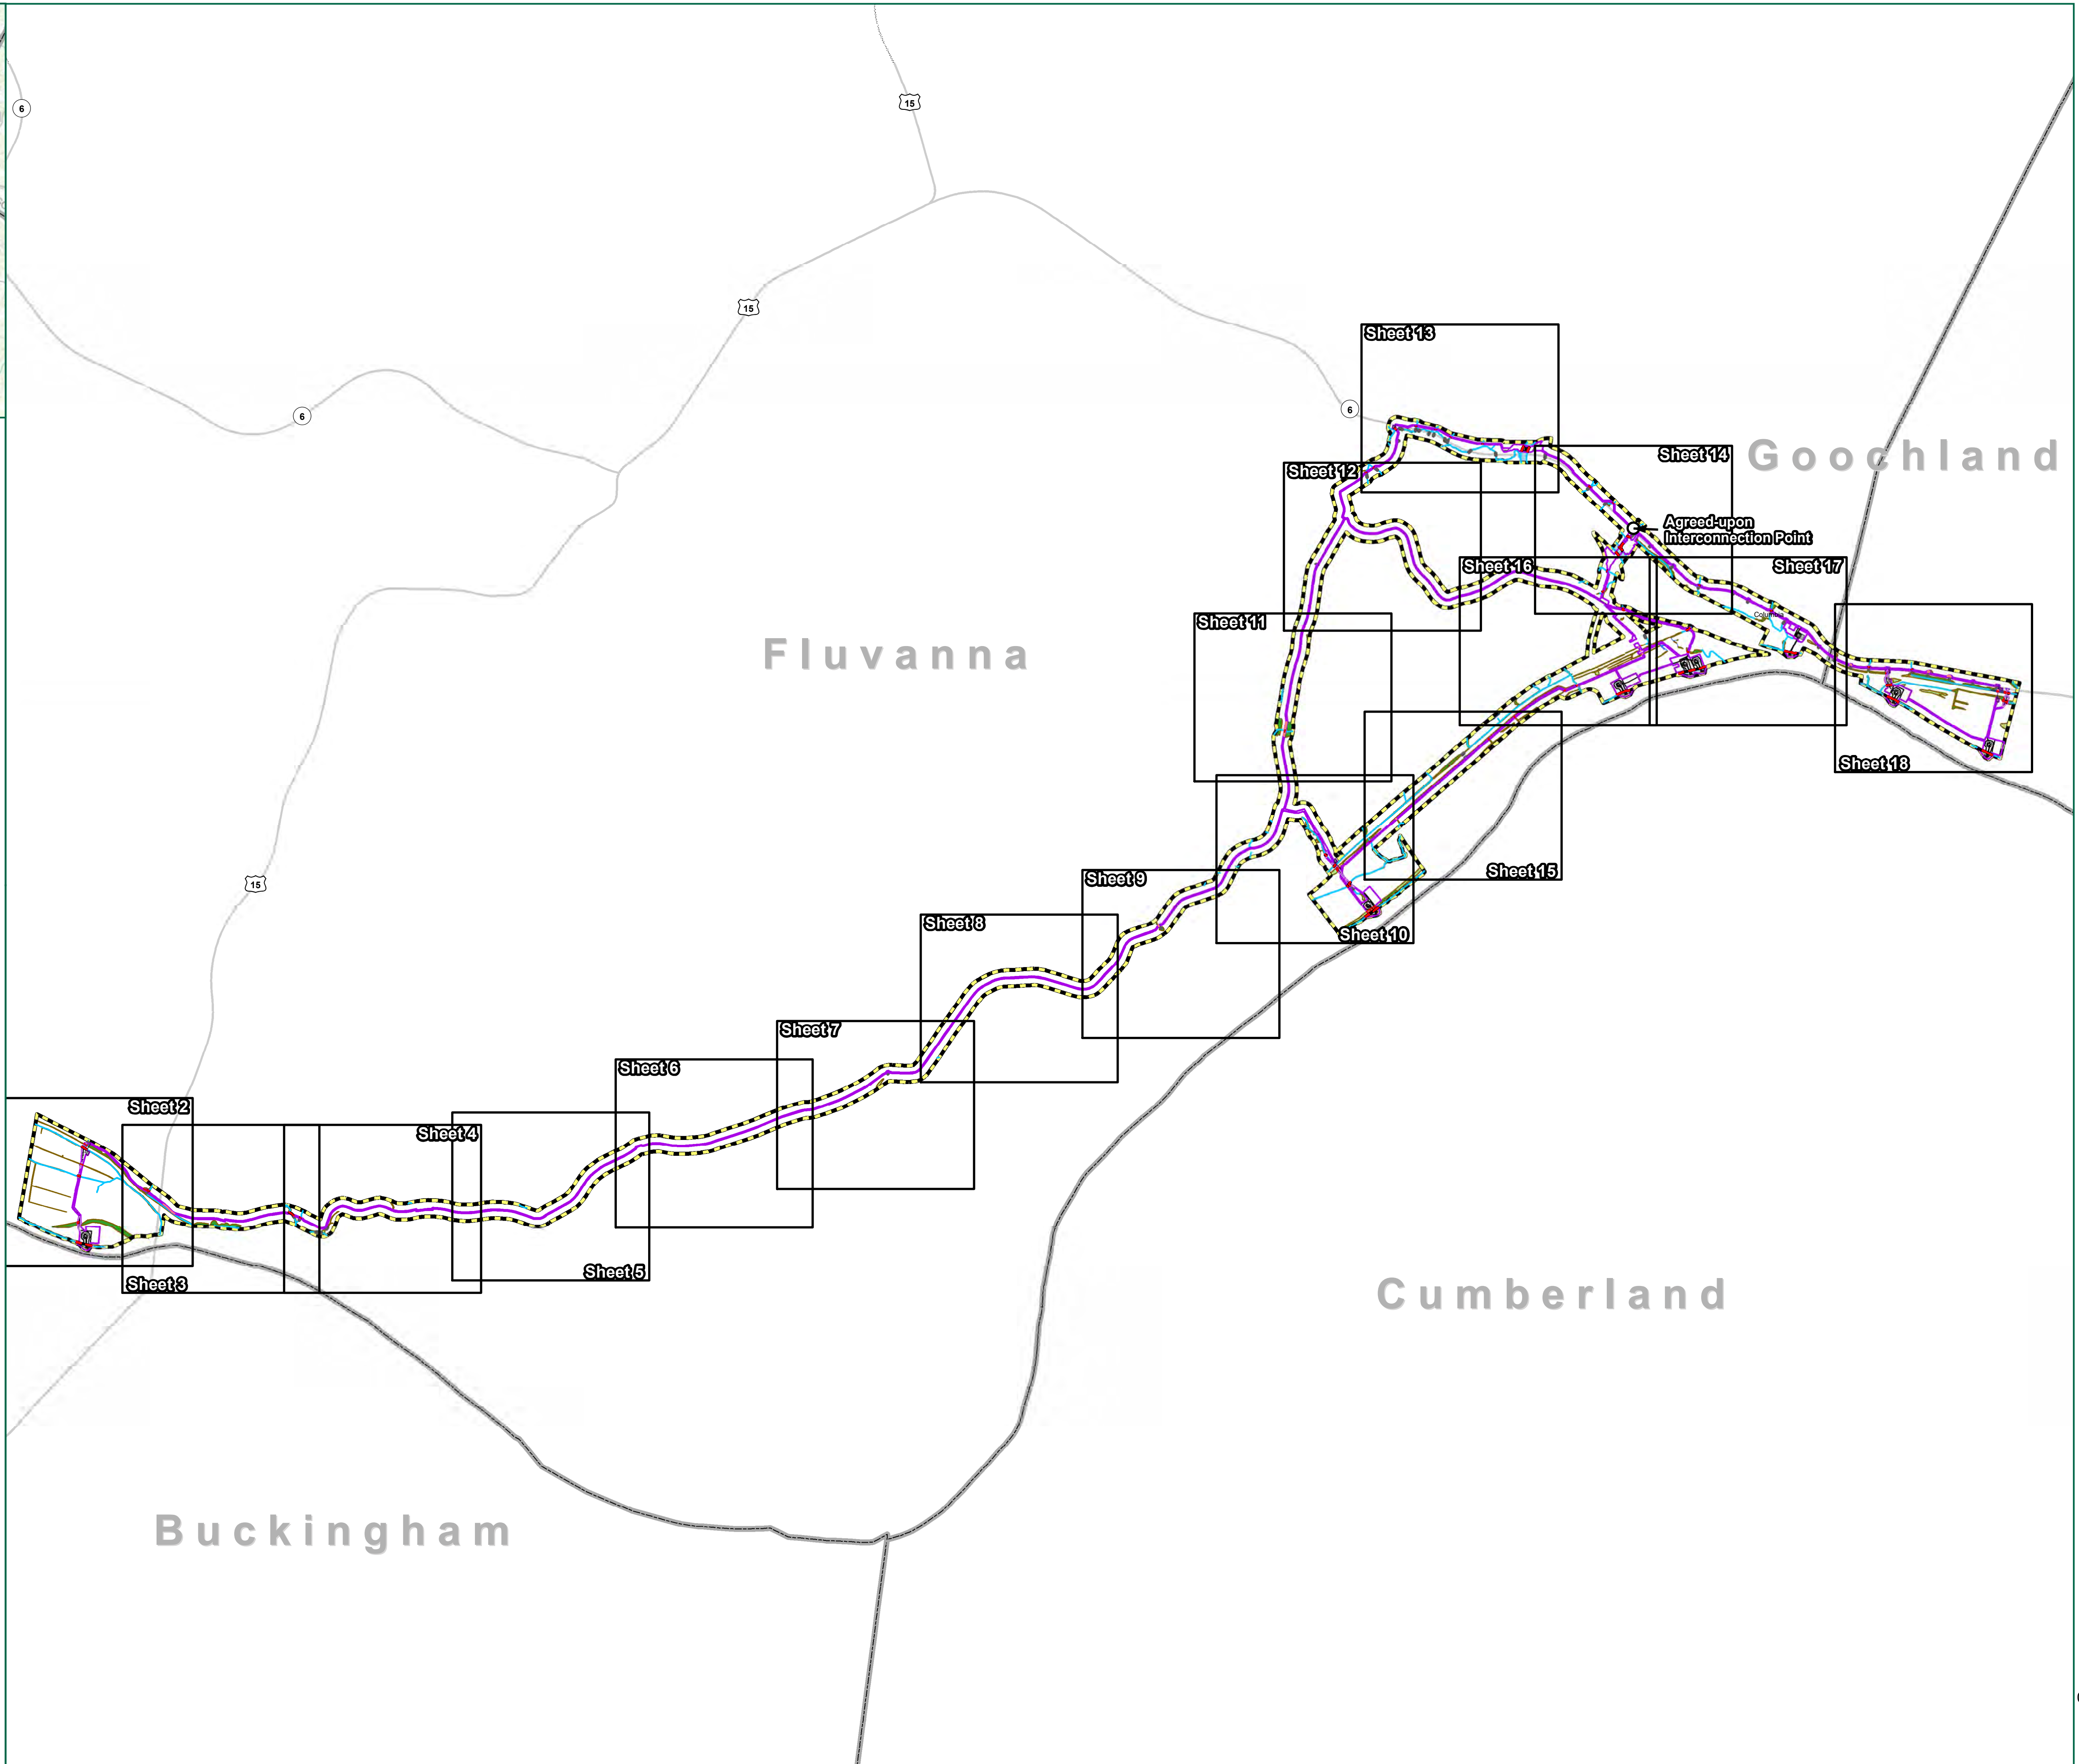 6
15
15
6
Sheet 13
6
Sheet 12
Sheet 14
Goochland
Agreed-upon
Interconnection Point
Sheet 16
Sheet 17
Columbia
Sheet 11
Fluvanna
Sheet 18
Sheet 15
Sheet 9
15
Sheet 8
Sheet 10
Sheet 7
Sheet 6
Sheet 2
Sheet 4
Sheet 5
Sheet 3
Cumberland
Buckingham